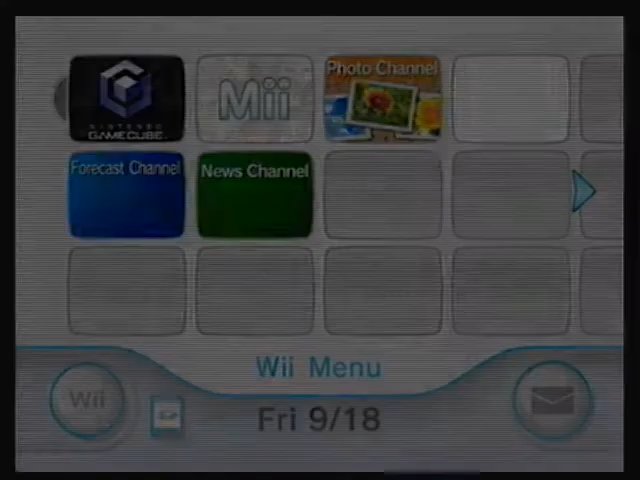 NINTENDO
GAMECUBE
Mii
Photo Channel
Forecast Channel
News Channel
Wii Menu
Wii
Fri 9/18